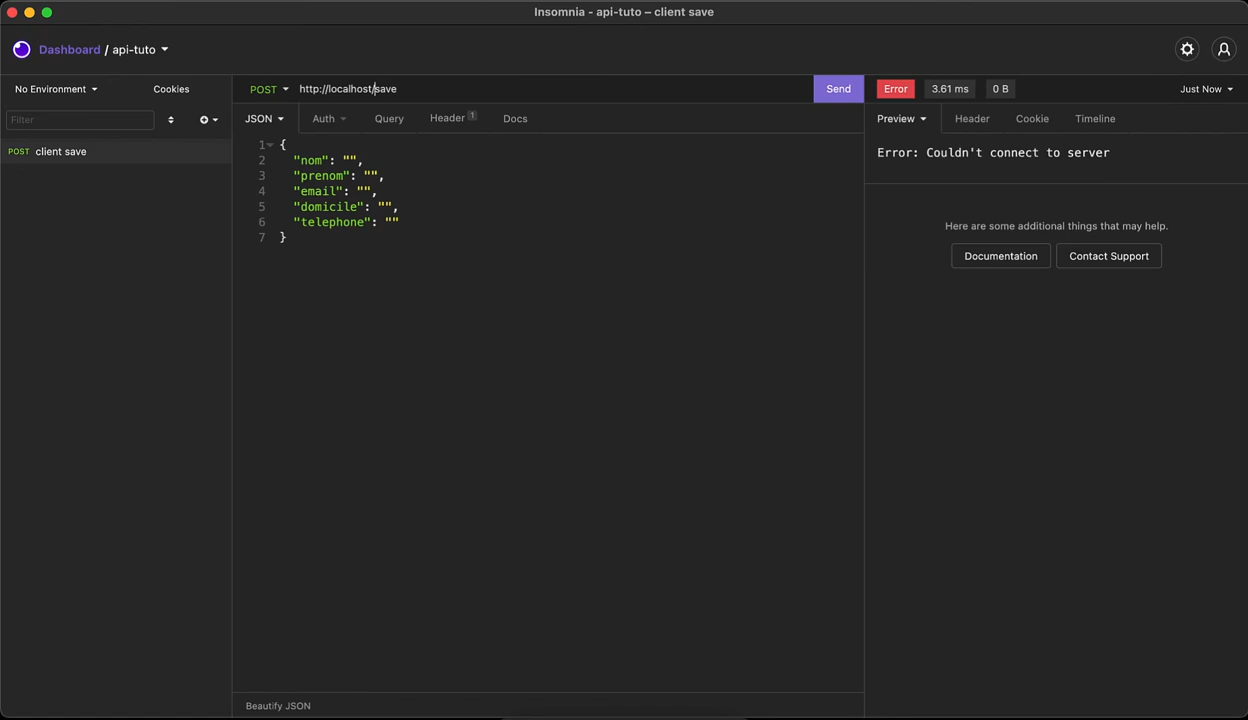 Insomnia - api-tuto – client save
Dashboard / api-tuto
No Environment
Cookies
POST
http://localhost/save
Send
Error
3.61 ms
0 B
Just Now
Filter
JSON
Auth
Query
Header 1
Docs
Preview
Header
Cookie
Timeline
POST client save
1 {
2 "nom": "",
3 "prenom": "",
4 "email": "",
5 "domicile": "",
6 "telephone": ""
7 }
Error: Couldn't connect to server
Here are some additional things that may help.
Documentation
Contact Support
Beautify JSON